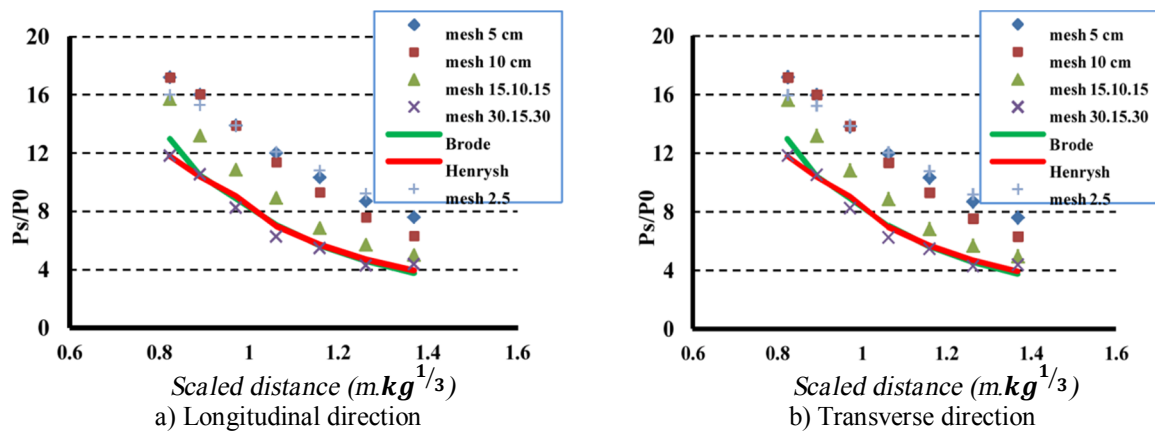 20
16
12
8
4
0
Ps/P0
0.6 0.8 1 1.2 1.4 1.6
Scaled distance (m.kg^1/3)
a) Longitudinal direction
mesh 5 cm
mesh 10 cm
mesh 15.10.15
mesh 30.15.30
Brode
Henrysh
mesh 2.5
20
16
12
8
4
0
Ps/P0
0.6 0.8 1 1.2 1.4 1.6
Scaled distance (m.kg^1/3)
b) Transverse direction
mesh 5 cm
mesh 10 cm
mesh 15.10.15
mesh 30.15.30
Brode
Henrysh
mesh 2.5